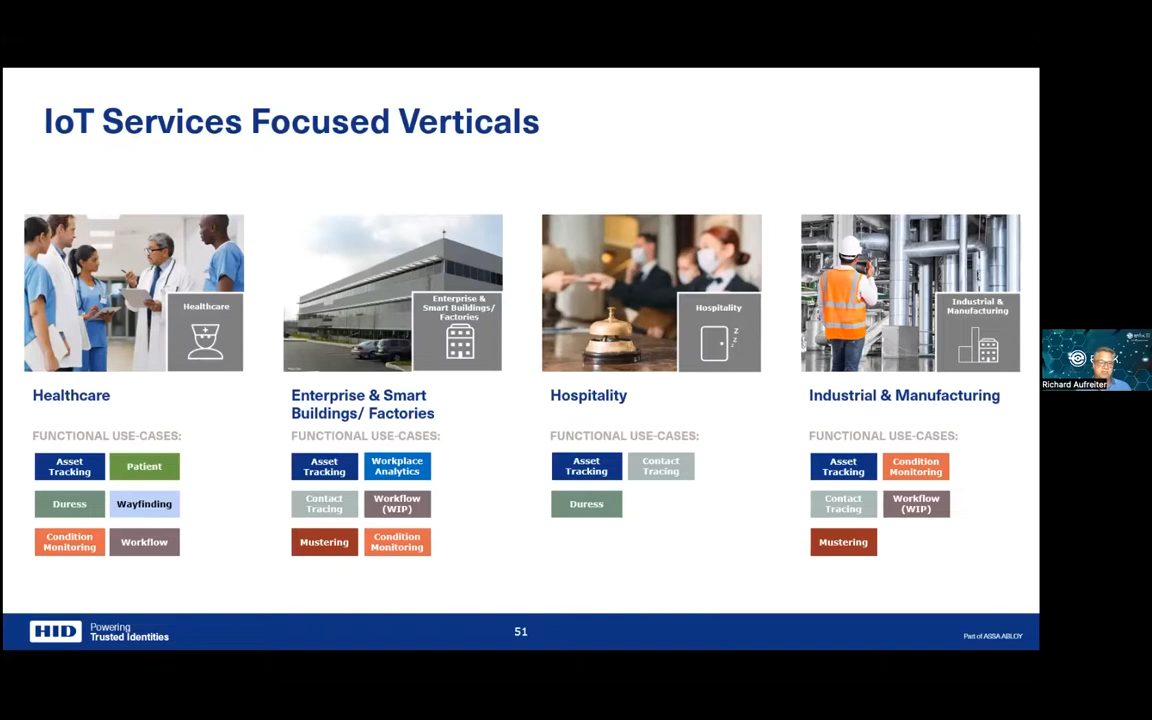 IoT Services Focused Verticals
Healthcare
Enterprise &
Smart Buildings/
Factories
Hospitality
Industrial &
Manufacturing
Healthcare
FUNCTIONAL USE-CASES:
Asset
Tracking
Patient
Duress
Wayfinding
Condition
Monitoring
Workflow
Enterprise & Smart
Buildings/ Factories
FUNCTIONAL USE-CASES:
Asset
Tracking
Workplace
Analytics
Contact
Tracing
Workflow
(WIP)
Mustering
Condition
Monitoring
Hospitality
FUNCTIONAL USE-CASES:
Asset
Tracking
Contact
Tracing
Duress
Industrial & Manufacturing
FUNCTIONAL USE-CASES:
Asset
Tracking
Condition
Monitoring
Contact
Tracing
Workflow
(WIP)
Mustering
HID
Powering
Trusted Identities
51
Part of ASSA ABLOY
Richard Aufreiter